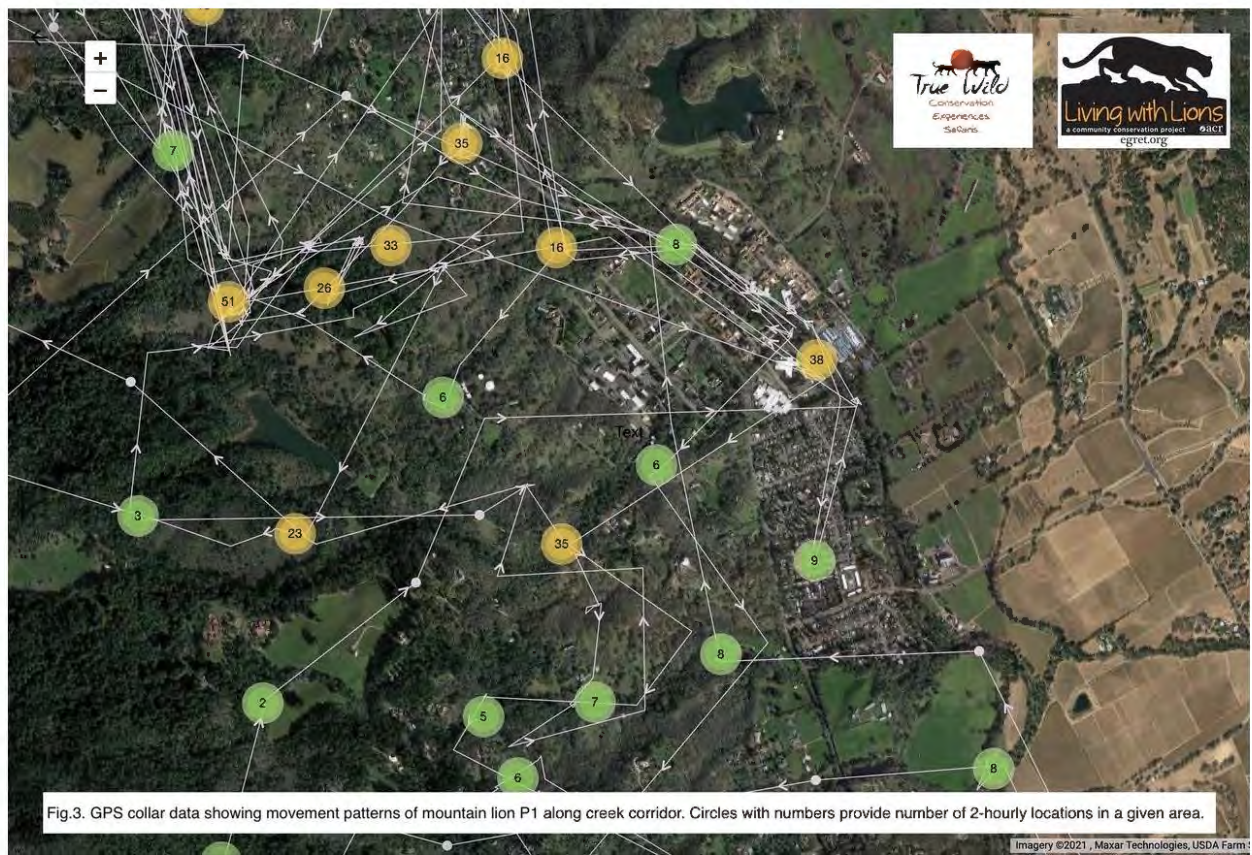 +
−
True Wild
Conservation
Experiences
Safaris
Living with Lions
a community conservation project acr
egret.org
16
7
35
33
16
8
26
51
38
6
Text
6
3
23
35
9
8
2
5
7
6
8
Fig.3. GPS collar data showing movement patterns of mountain lion P1 along creek corridor. Circles with numbers provide number of 2-hourly locations in a given area.
Imagery ©2021 , Maxar Technologies, USDA Farm